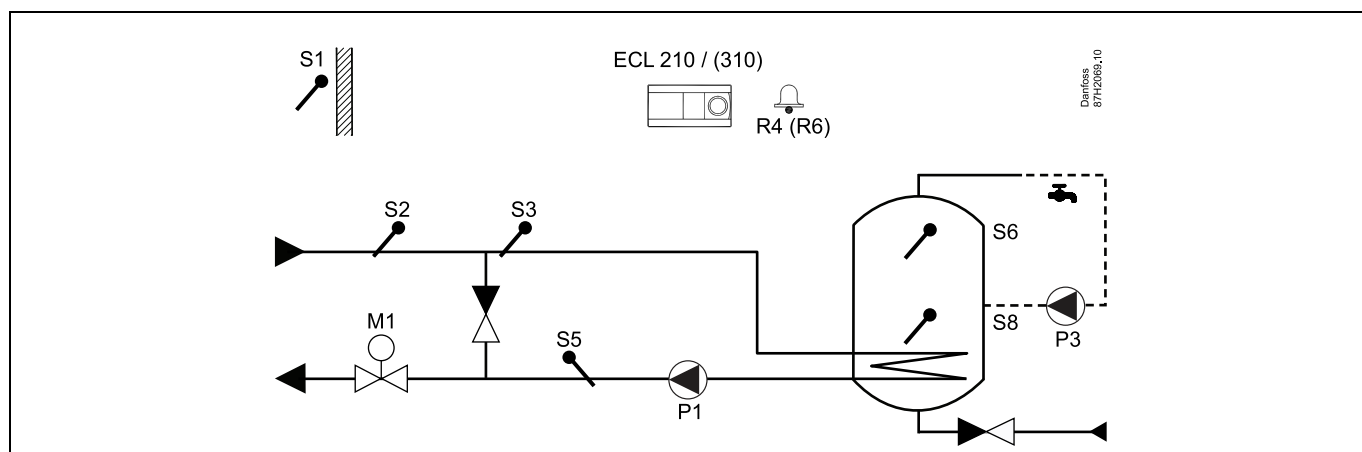 S1
ECL 210 / (310)
R4 (R6)
Danfoss
87H2069.10
S2
S3
S6
S8
P3
M1
S5
P1